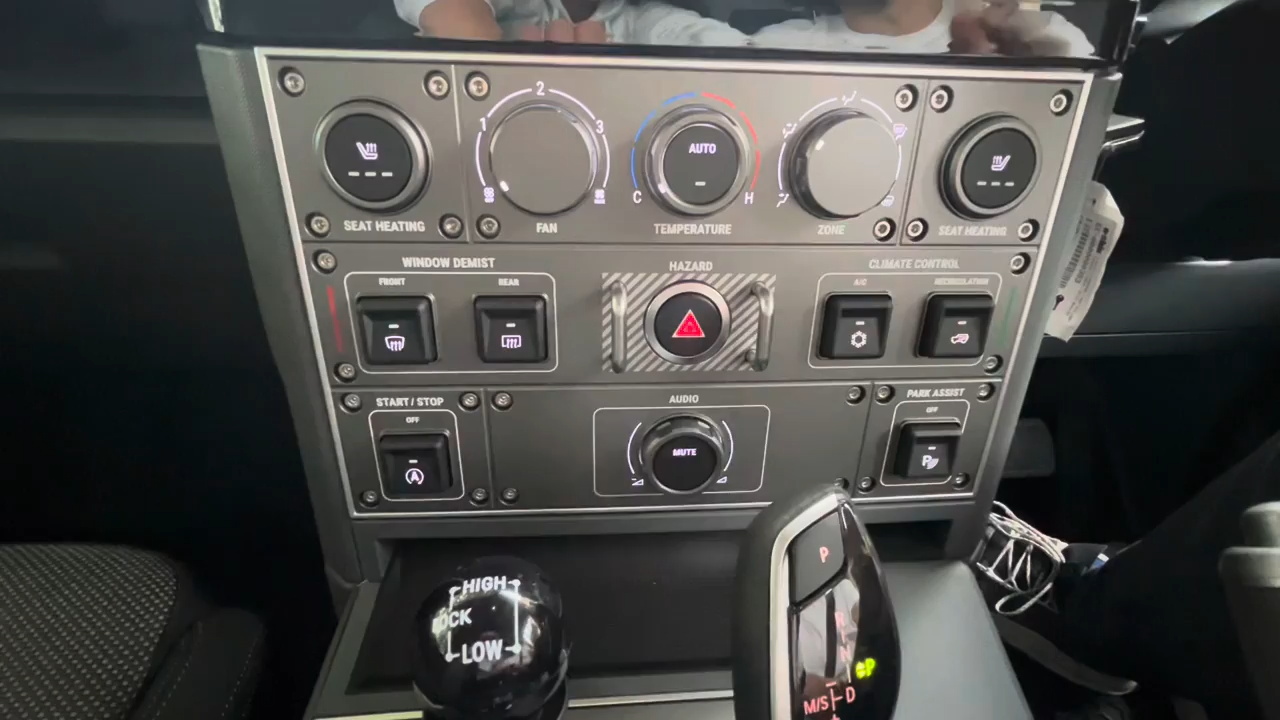 2
1
3
AUTO
C
H
SEAT HEATING
FAN
TEMPERATURE
ZONE
SEAT HEATING
WINDOW DEMIST
HAZARD
CLIMATE CONTROL
FRONT
REAR
A/C
RECIRCULATION
START / STOP
AUDIO
PARK ASSIST
OFF
OFF
MUTE
A
P
P
HIGH
LOCK
LOW
R
N
P
M/S
D